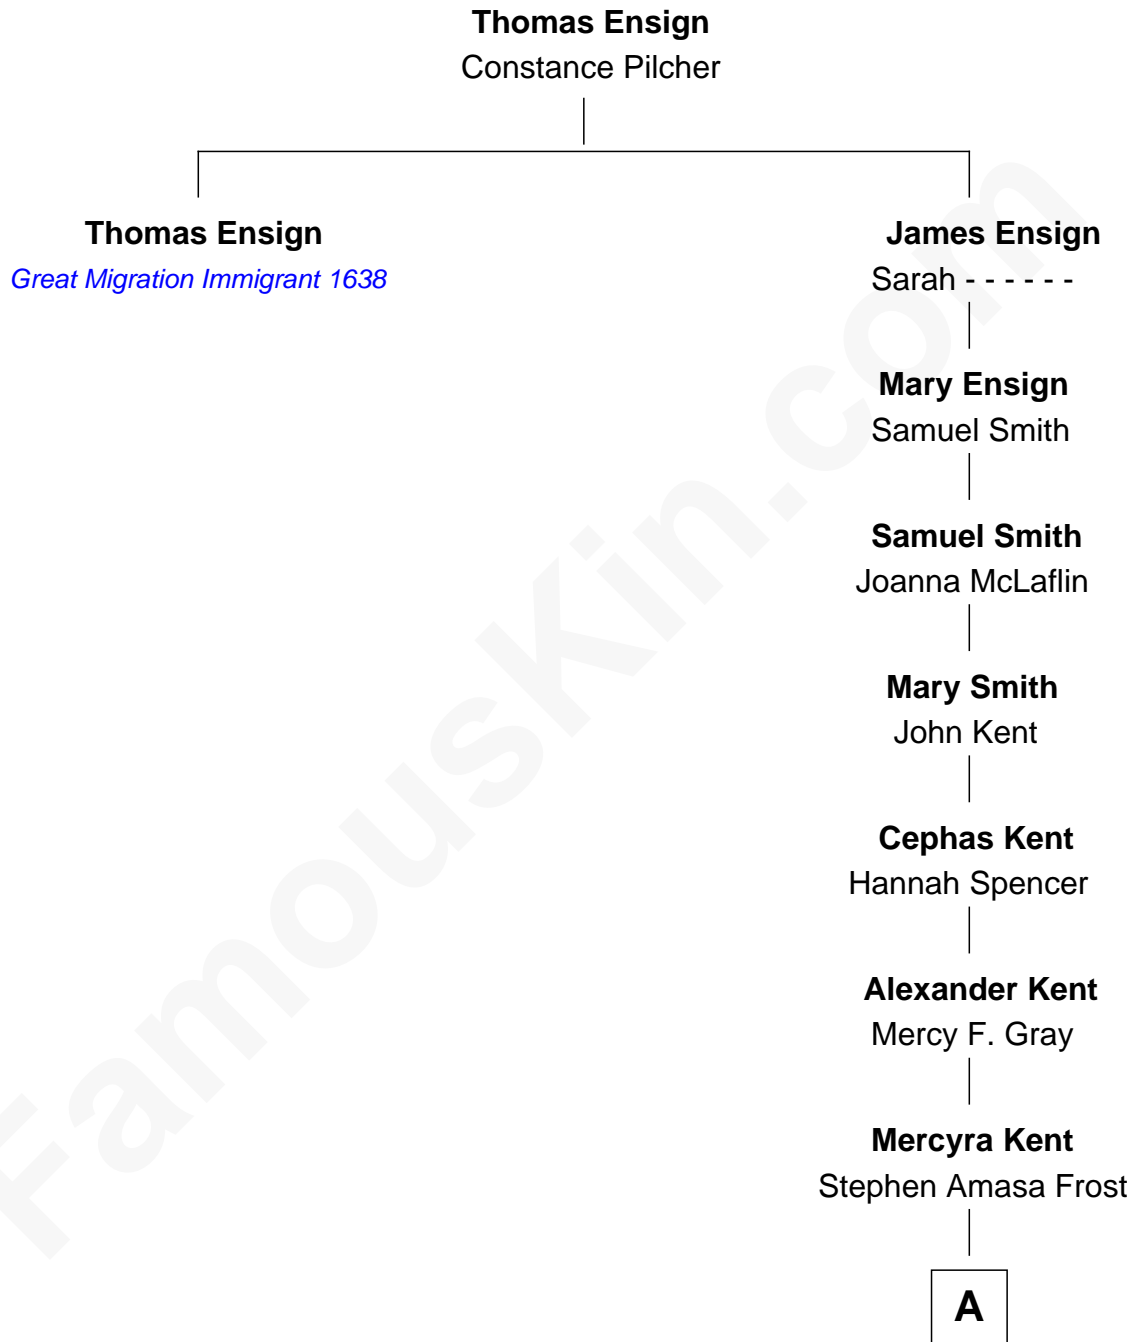 Thomas Ensign
Constance Pilcher
Thomas Ensign
Great Migration Immigrant 1638
James Ensign
Sarah - - - - - -
Mary Ensign
Samuel Smith
Samuel Smith
Joanna McLaflin
Mary Smith
John Kent
Cephas Kent
Hannah Spencer
Alexander Kent
Mercy F. Gray
Mercyra Kent
Stephen Amasa Frost
A
FamousKin.com